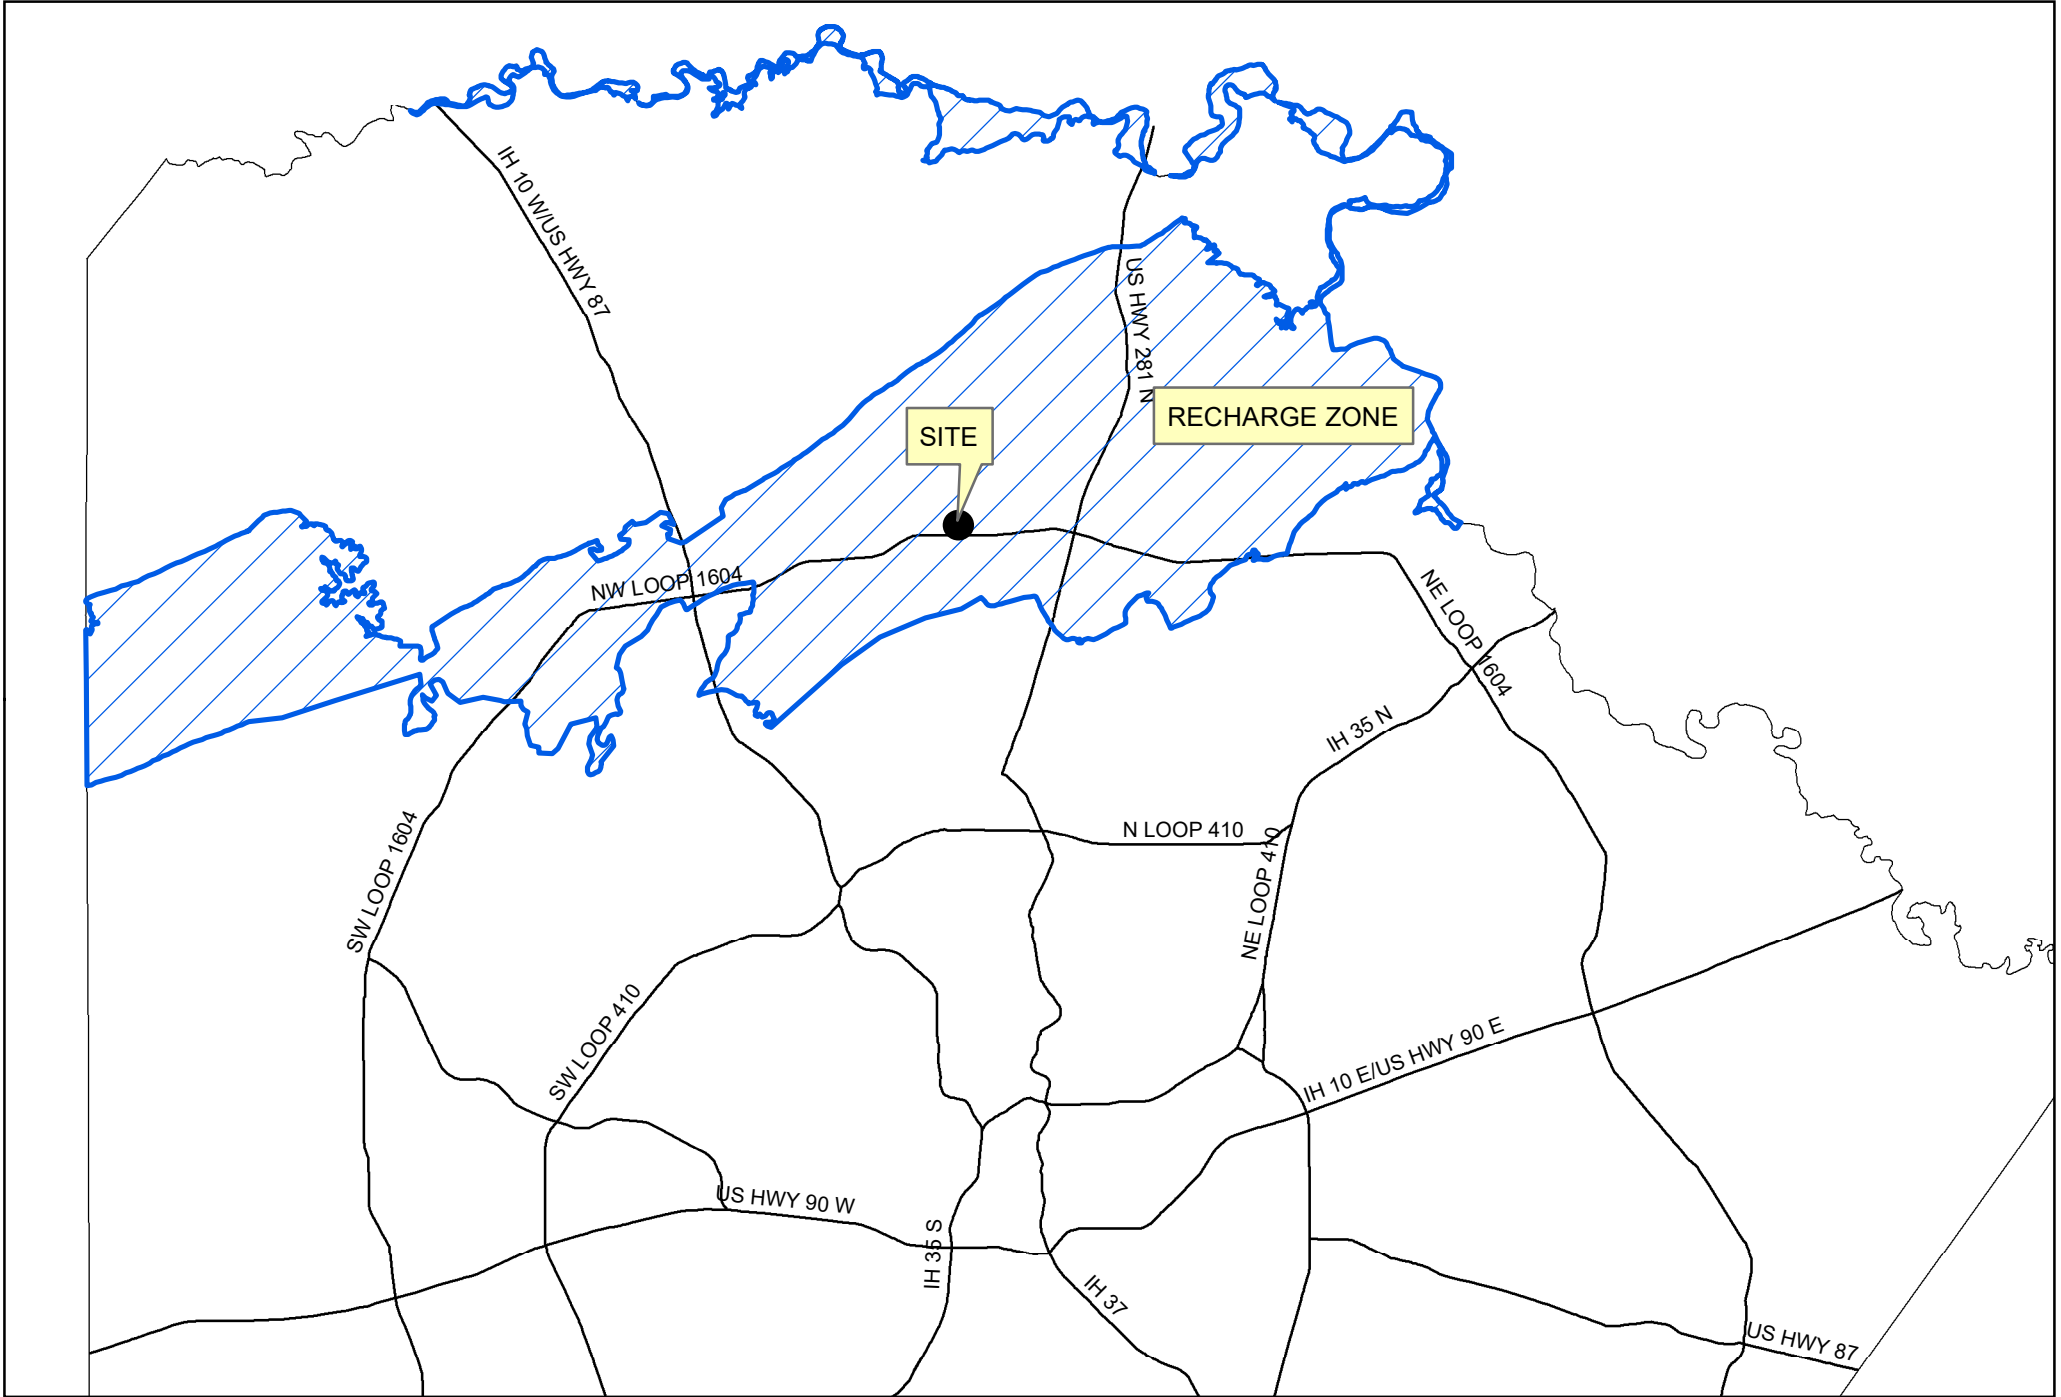 IH 10 W/US HWY 87
US HWY 281 N
RECHARGE ZONE
SITE
NW LOOP 1604
NE LOOP 1604
IH 35 N
N LOOP 410
SW LOOP 1604
NE LOOP 410
SW LOOP 410
IH 10 E/US HWY 90 E
US HWY 90 W
IH 35 S
IH 37
US HWY 87